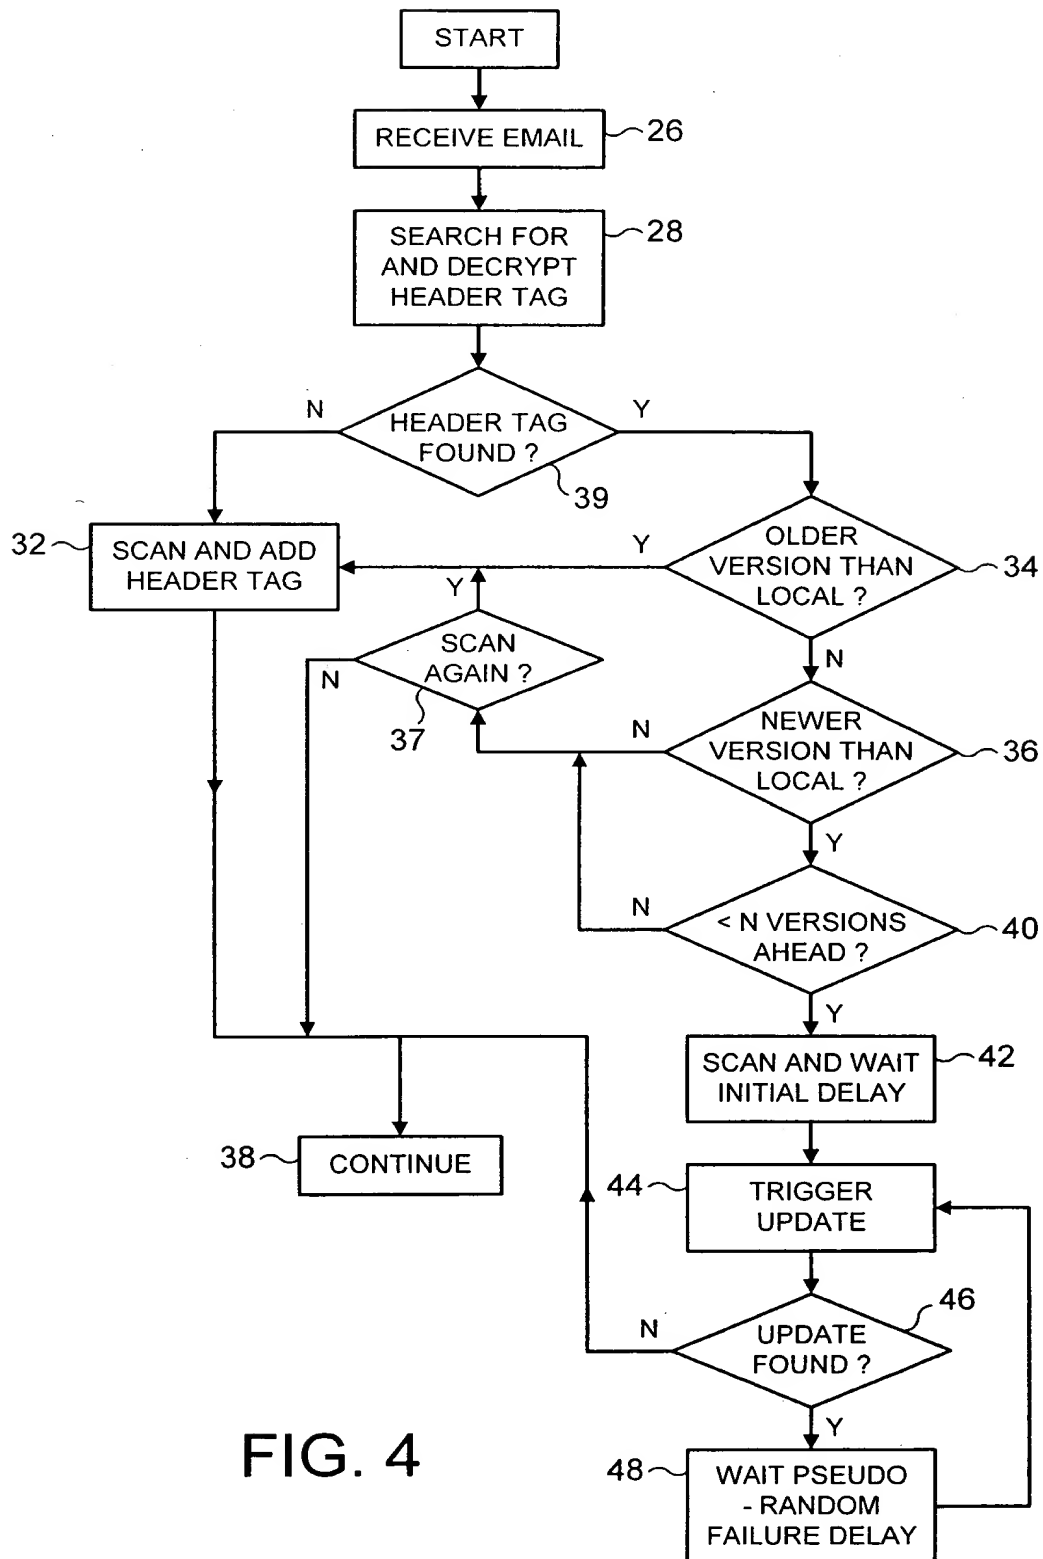 START
RECEIVE EMAIL
26
SEARCH FOR
AND DECRYPT
HEADER TAG
28
N
HEADER TAG
FOUND ?
Y
39
32
SCAN AND ADD
HEADER TAG
Y
OLDER
VERSION THAN
LOCAL ?
34
Y
N
SCAN
AGAIN ?
N
37
N
NEWER
VERSION THAN
LOCAL ?
36
Y
N
< N VERSIONS
AHEAD ?
40
Y
SCAN AND WAIT
INITIAL DELAY
42
38
CONTINUE
44
TRIGGER
UPDATE
46
N
UPDATE
FOUND ?
Y
FIG. 4
48
WAIT PSEUDO
- RANDOM
FAILURE DELAY